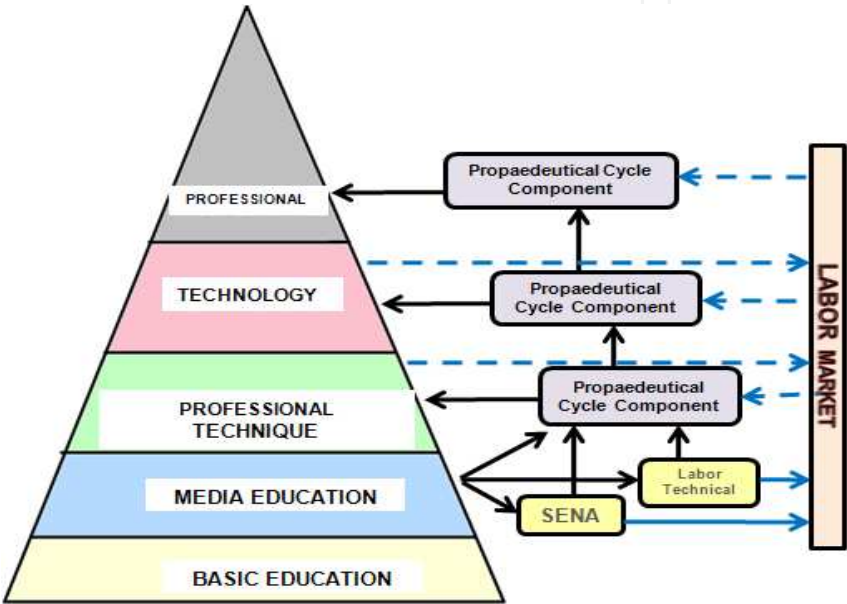 Propaedeutical Cycle
Component
PROFESSIONAL
TECHNOLOGY
Propaedeutical
Cycle Component
LABOR MARKET
Propaedeutical
Cycle Component
PROFESSIONAL
TECHNIQUE
Labor
Technical
MEDIA EDUCATION
SENA
BASIC EDUCATION